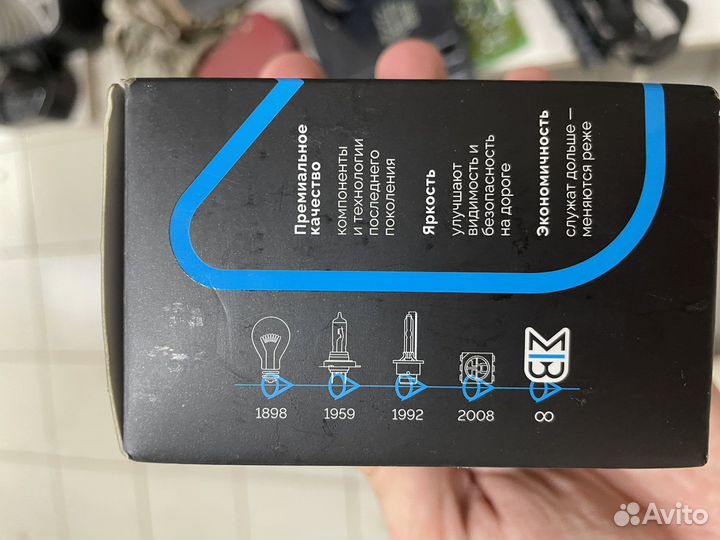 Премиальное
качество
компоненты
и технологии
последнего
поколения
Яркость
улучшают
видимость и
безопасность
на дороге
Экономичность
служат дольше —
меняются реже
1898
1959
1992
2008
∞
Avito